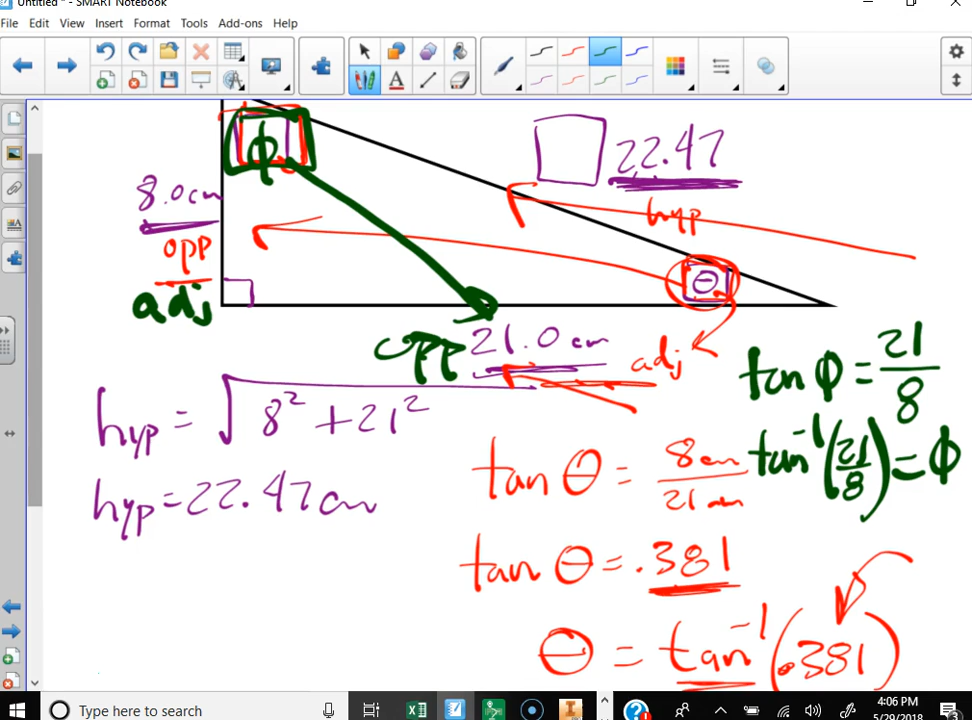 Untitled * - SMART Notebook
File Edit View Insert Format Tools Add-ons Help
ϕ
22.47
8.0cm
hyp
opp
θ
adj
opp 21.0 cm
adj
tan ϕ = 21/8
hyp = √8² + 21²
tan θ = 8cm/21cm
tan⁻¹(21/8) = ϕ
hyp = 22.47cm
tan θ = .381
θ = tan⁻¹(.381)
Type here to search
4:06 PM
5/29/2018